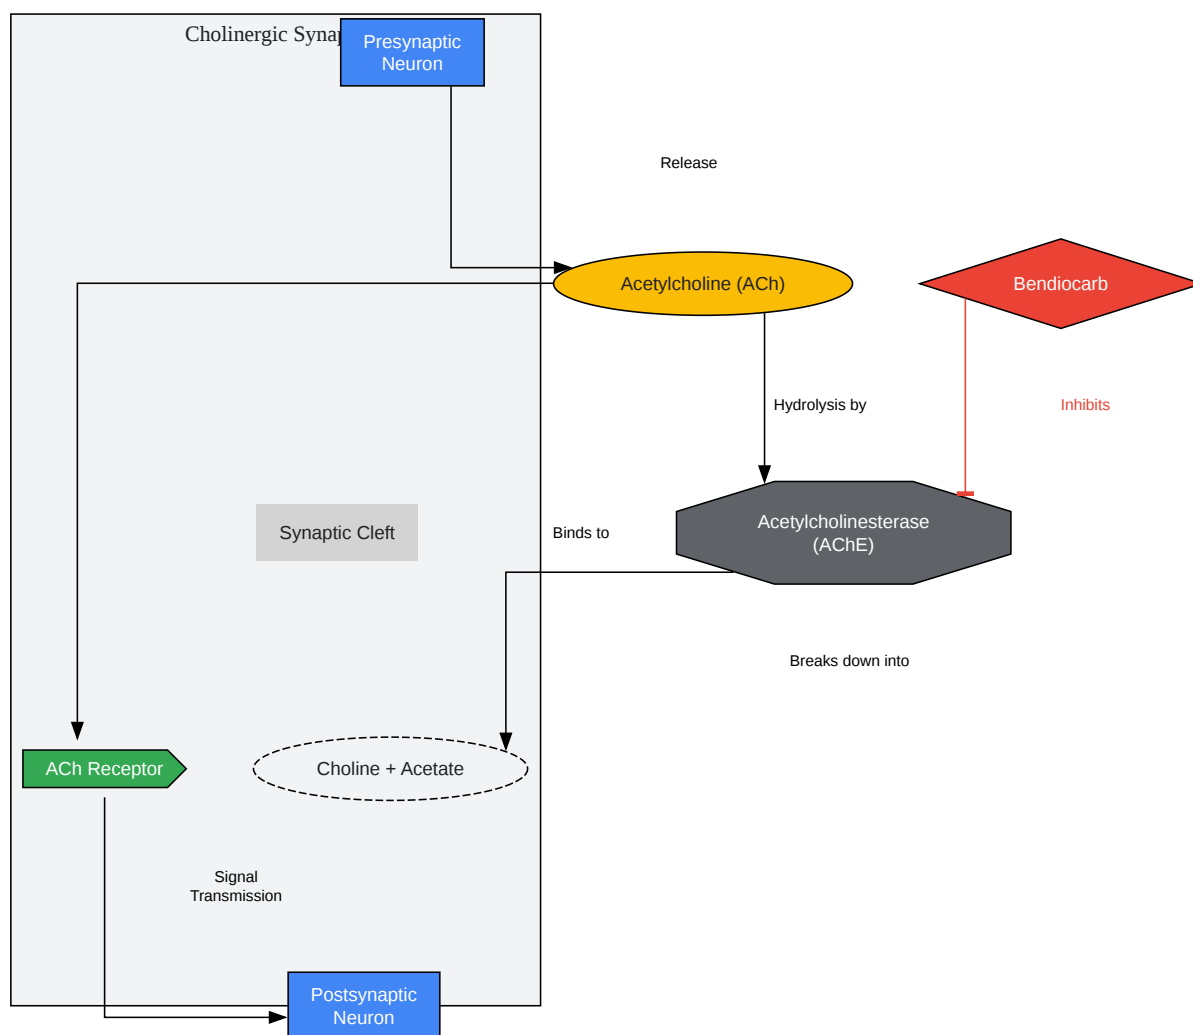 Cholinergic Synap
Presynaptic
Neuron
Release
Acetylcholine (ACh)
Bendiocarb
Hydrolysis by
Inhibits
Acetylcholinesterase
(AChE)
Synaptic Cleft
Binds to
Breaks down into
ACh Receptor
Choline + Acetate
Signal
Transmission
Postsynaptic
Neuron